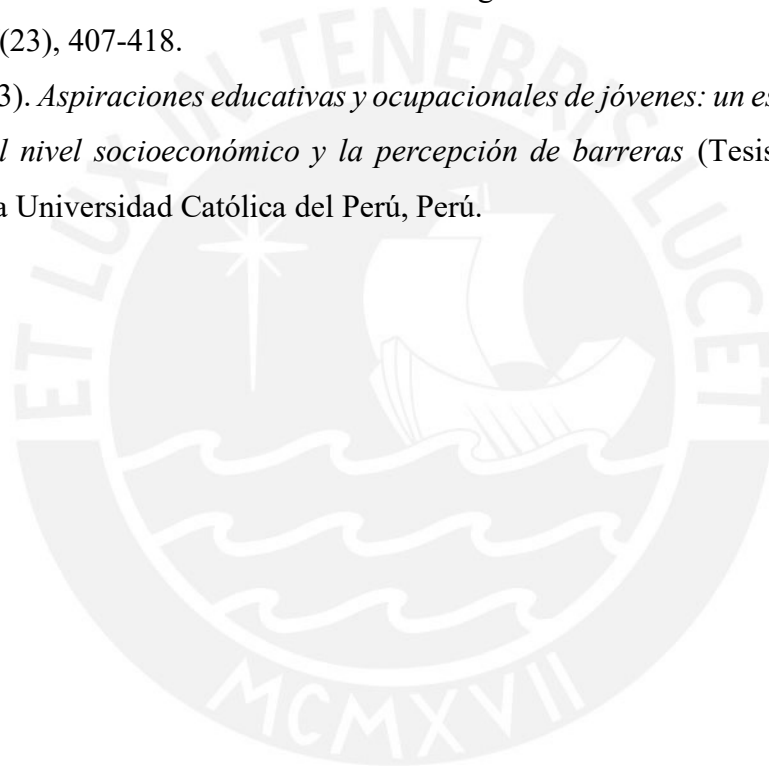 (23), 407-418.
3). Aspiraciones educativas y ocupacionales de jóvenes: un es
l nivel socioeconómico y la percepción de barreras (Tesis
a Universidad Católica del Perú, Perú.
ET LUX IN TENEBRIS LUCET
MCMXVII